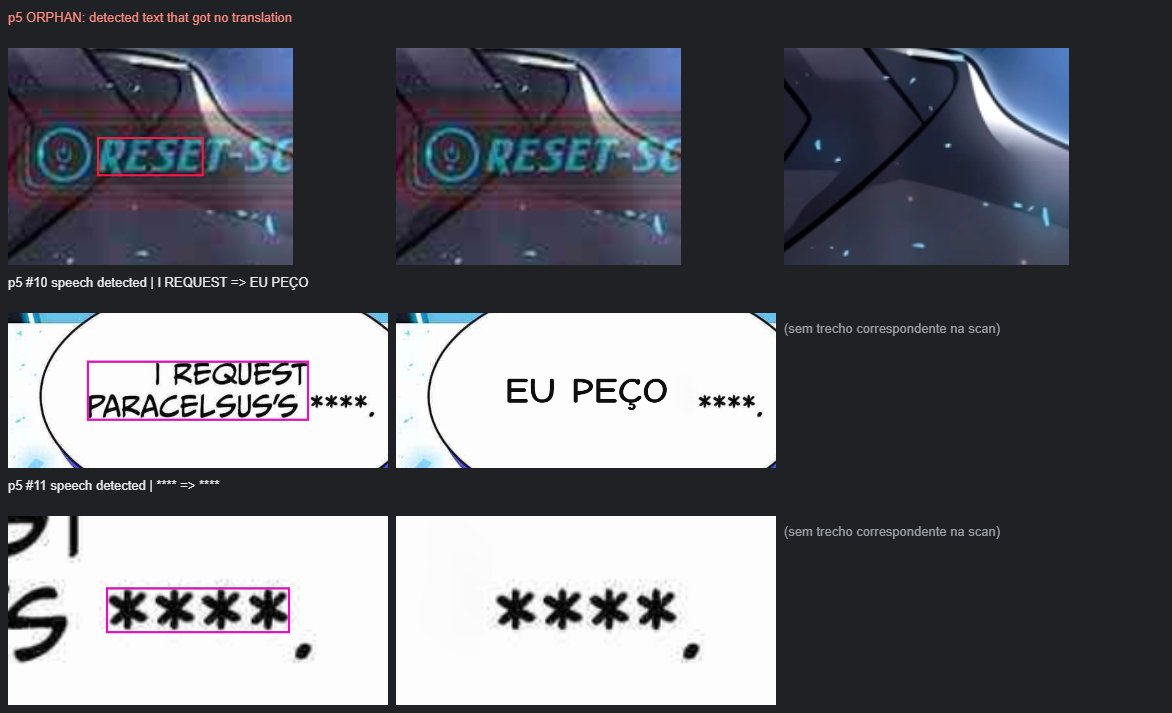 p5 ORPHAN: detected text that got no translation
RESET-SC RESET-SC
p5 #10 speech detected | I REQUEST => EU PEÇO
I REQUEST
PARACELSUS'S ****.
EU PEÇO
****.
(sem trecho correspondente na scan)
p5 #11 speech detected | **** => ****
****.
****.
(sem trecho correspondente na scan)